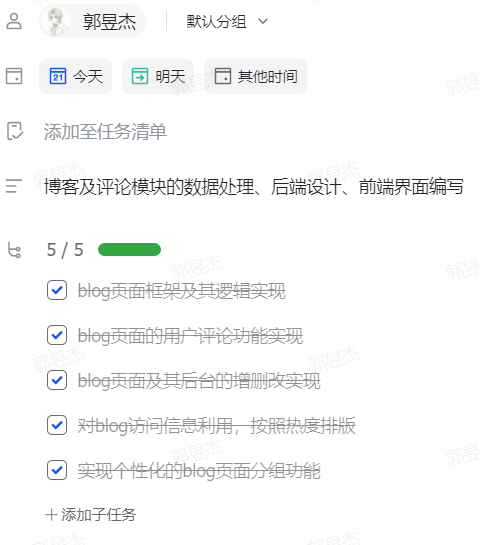 郭昱杰 默认分组
今天 明天 其他时间
添加至任务清单
博客及评论模块的数据处理、后端设计、前端界面编写
5 / 5
blog页面框架及其逻辑实现
blog页面的用户评论功能实现
blog页面及其后台的增删改实现
对blog访问信息利用，按照热度排版
实现个性化的blog页面分组功能
+添加子任务